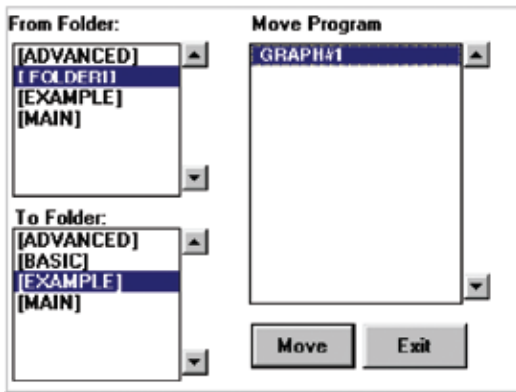 From Folder:
[ADVANCED]
[FOLDER1]
[EXAMPLE]
[MAIN]
To Folder:
[ADVANCED]
[BASIC]
[EXAMPLE]
[MAIN]
Move Program
GRAPH#1
Move
Exit